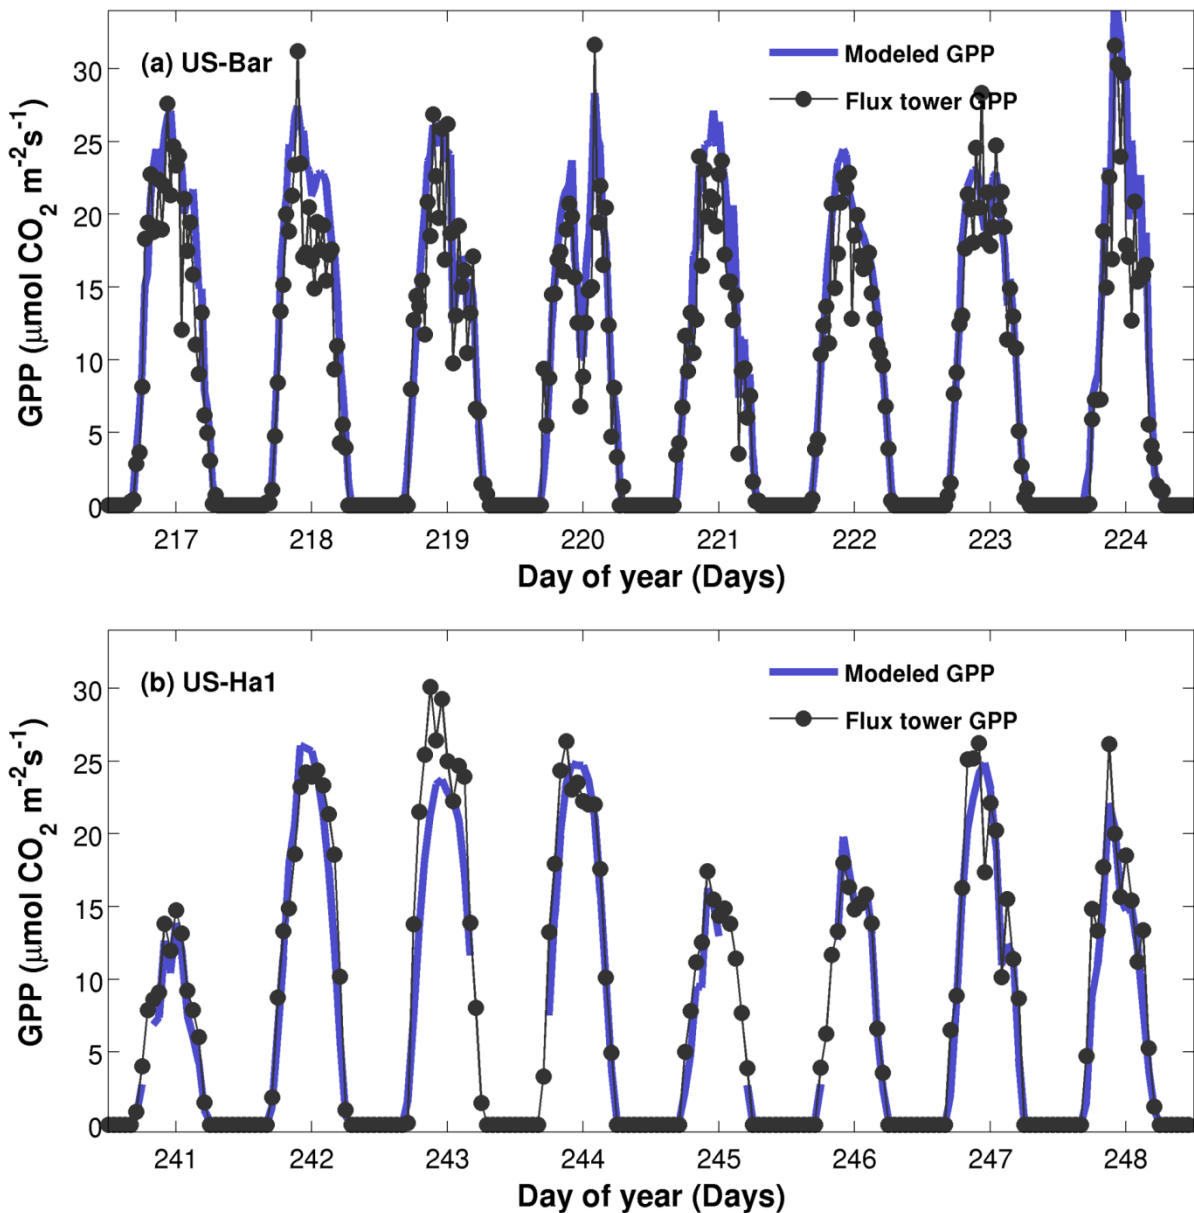 (a) US-Bar
Modeled GPP
Flux tower GPP
GPP (μmol CO₂ m⁻²s⁻¹)
30
25
20
15
10
5
0
217 218 219 220 221 222 223 224
Day of year (Days)
(b) US-Ha1
Modeled GPP
Flux tower GPP
GPP (μmol CO₂ m⁻²s⁻¹)
30
25
20
15
10
5
0
241 242 243 244 245 246 247 248
Day of year (Days)